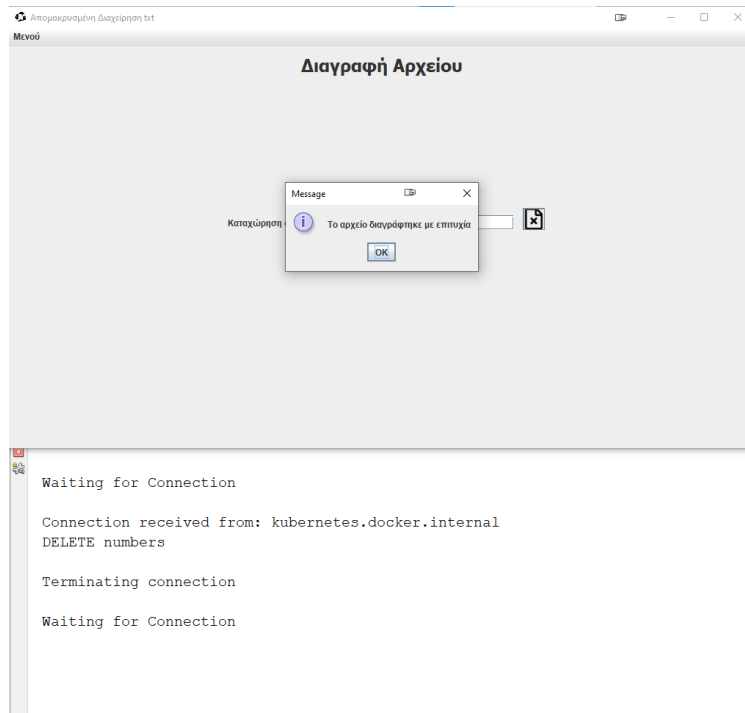 Απομακρυσμένη Διαχείρηση txt
Μενού
Διαγραφή Αρχείου
Message
Καταχώρηση
Το αρχείο διαγράφτηκε με επιτυχία
OK
Waiting for Connection
Connection received from: kubernetes.docker.internal
DELETE numbers
Terminating connection
Waiting for Connection